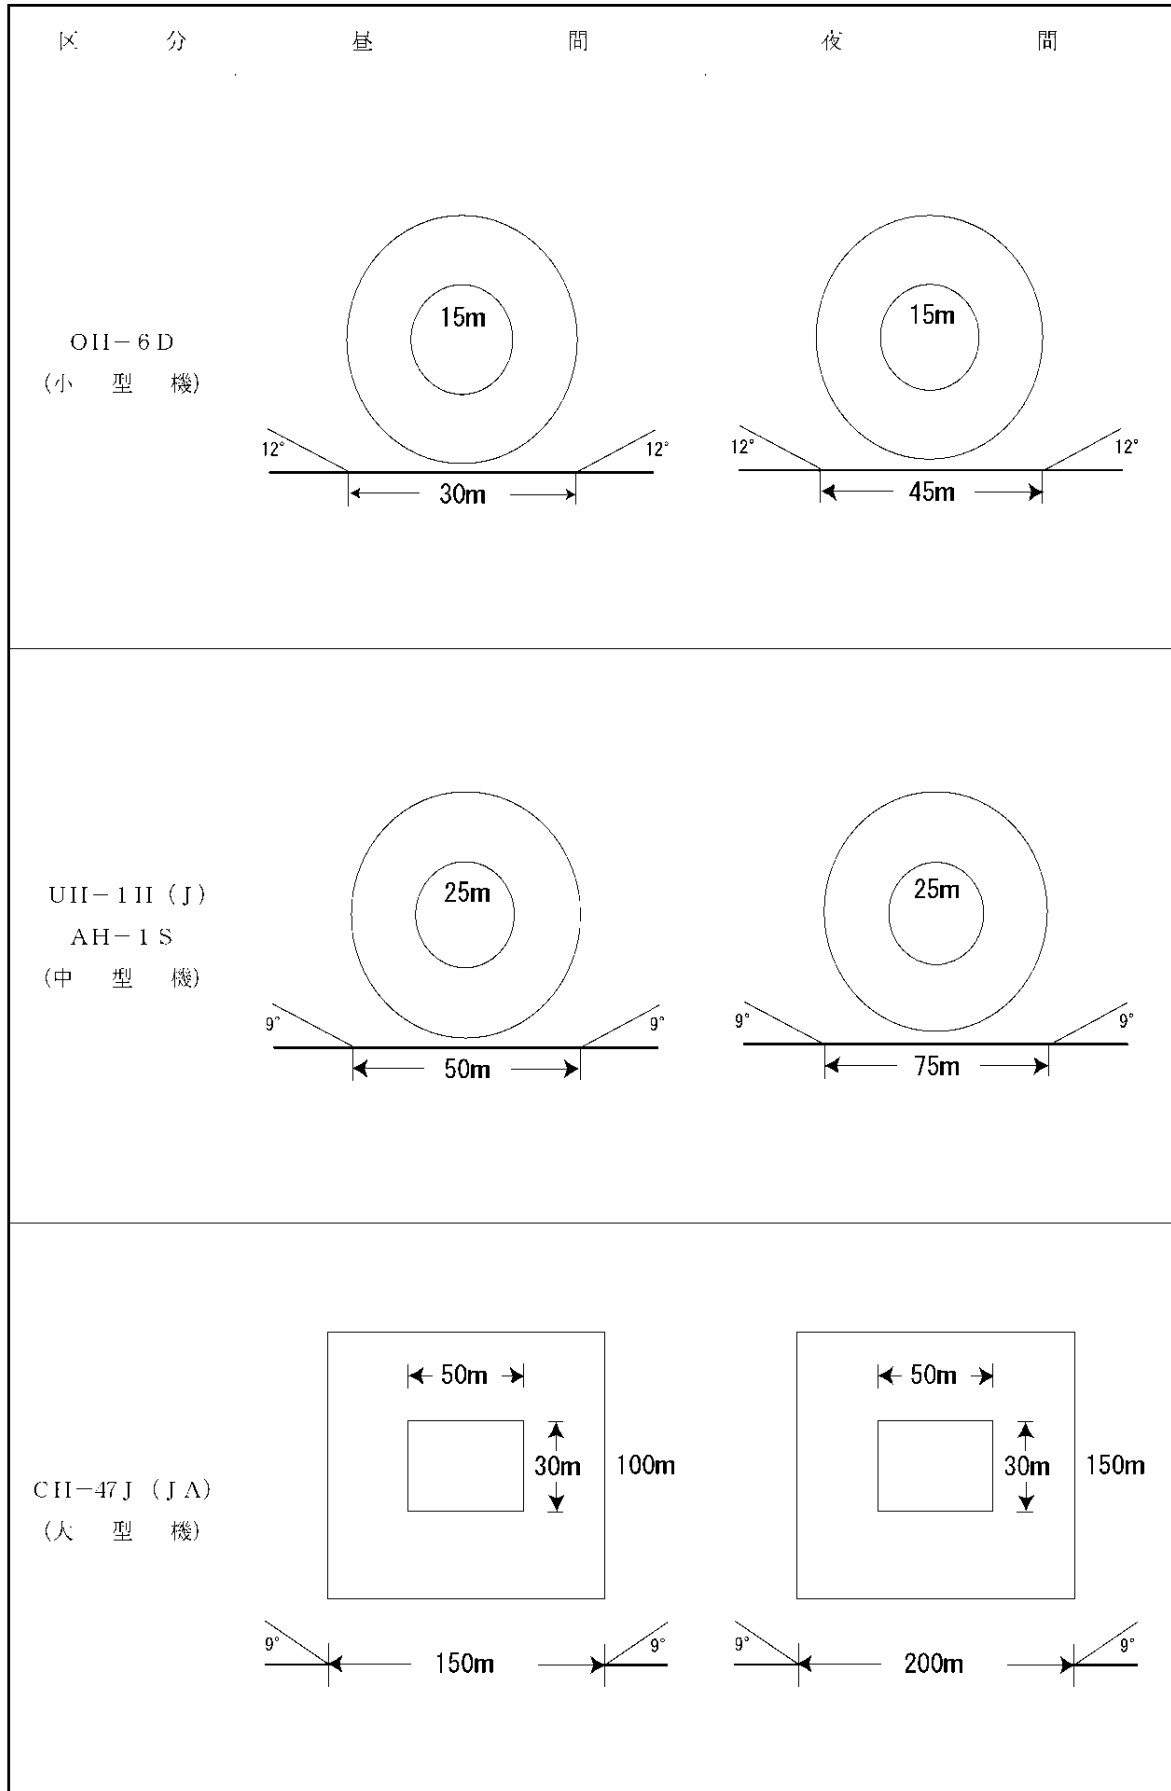 区 分 昼 間 夜 間
OH－6D
(小 型 機)
15m
12° 12°
30m
15m
12° 12°
45m
UH－1H (J)
AH－1S
(中 型 機)
25m
9° 9°
50m
25m
9° 9°
75m
CH－47J (JA)
(大 型 機)
50m
30m 100m
9° 9°
150m
50m
30m 150m
9° 9°
200m